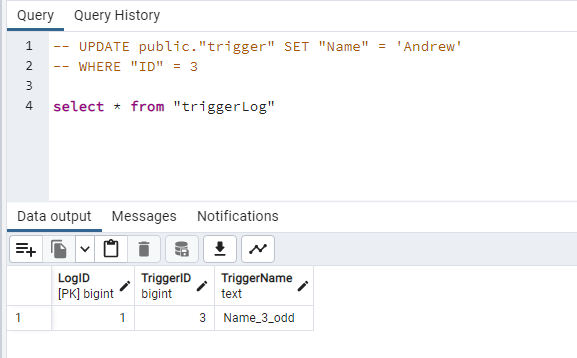 Query Query History
1 -- UPDATE public."trigger" SET "Name" = 'Andrew'
2 -- WHERE "ID" = 3
3
4 select * from "triggerLog"
Data output Messages Notifications
LogID TriggerID TriggerName
[PK] bigint bigint text
1 1 3 Name_3_odd